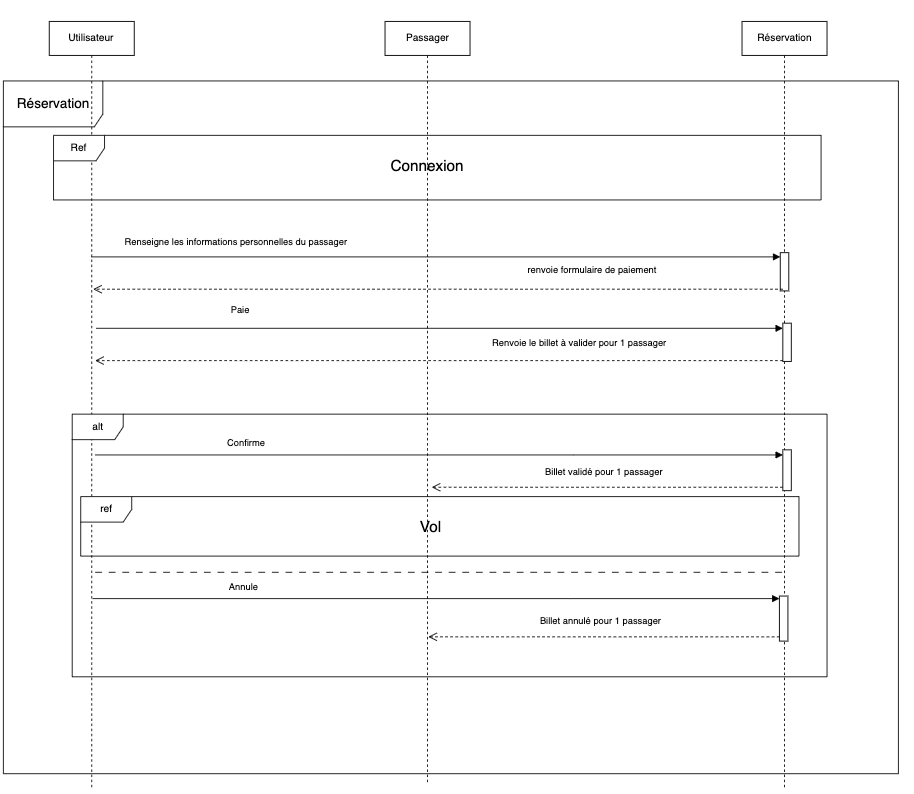 Utilisateur
Passager
Réservation
Réservation
Ref
Connexion
Renseigne les informations personnelles du passager
renvoie formulaire de paiement
Paie
Renvoie le billet à valider pour 1 passager
alt
Confirme
Billet validé pour 1 passager
ref
Vol
Annule
Billet annulé pour 1 passager